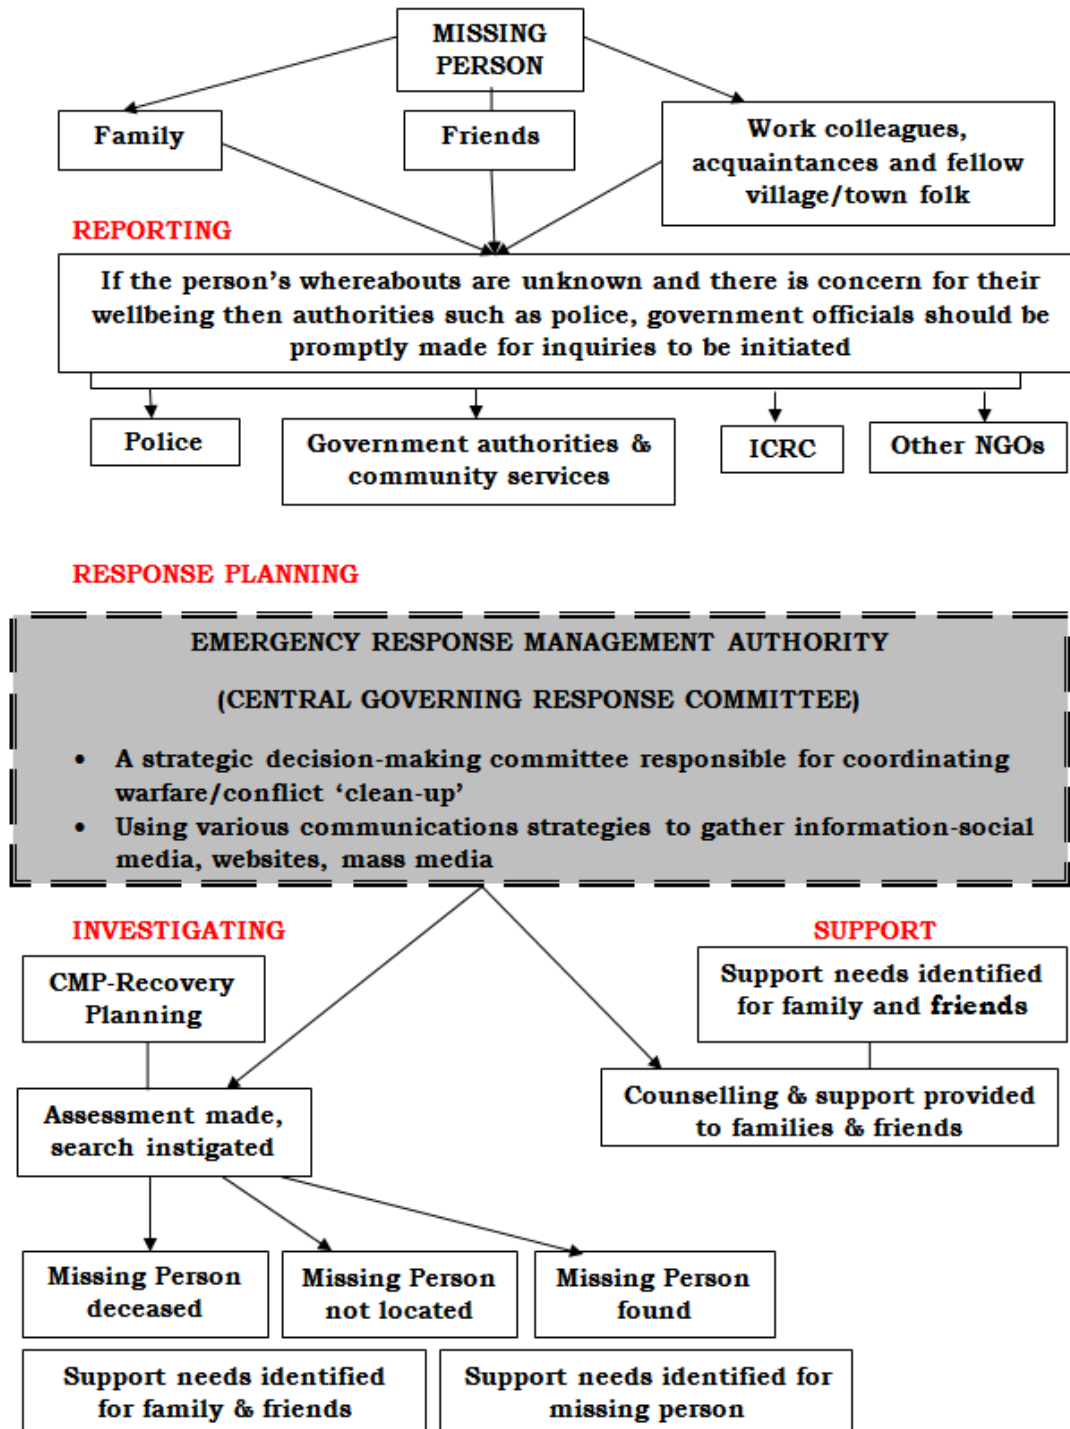 MISSING
PERSON
Family
Friends
Work colleagues,
acquaintances and fellow
village/town folk
REPORTING
If the person's whereabouts are unknown and there is concern for their
wellbeing then authorities such as police, government officials should be
promptly made for inquiries to be initiated
Police
Government authorities &
community services
ICRC
Other NGOs
RESPONSE PLANNING
EMERGENCY RESPONSE MANAGEMENT AUTHORITY
(CENTRAL GOVERNING RESPONSE COMMITTEE)
• A strategic decision-making committee responsible for coordinating
warfare/conflict ‘clean-up’
• Using various communications strategies to gather information-social
media, websites, mass media
INVESTIGATING
CMP-Recovery
Planning
Assessment made,
search instigated
SUPPORT
Support needs identified
for family and friends
Counselling & support provided
to families & friends
Missing Person
deceased
Missing Person
not located
Missing Person
found
Support needs identified
for family & friends
Support needs identified for
missing person